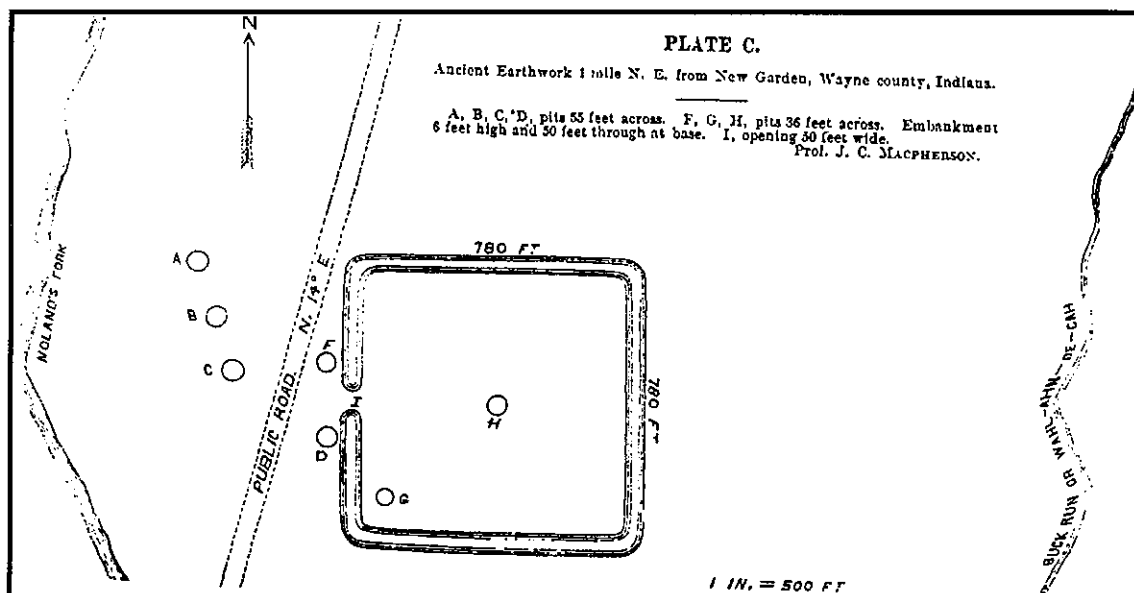 N
PLATE C.
Ancient Earthwork 1 mile N. E. from New Garden, Wayne county, Indiana.
A, B, C, D, pits 55 feet across. F, G, H, pits 36 feet across. Embankment
6 feet high and 50 feet through at base. I, opening 50 feet wide.
Prof. J. C. MACPHERSON.
NOLAND'S FORK
A
B
C
PUBLIC ROAD. N. 14° E.
780 FT
F
I
D
H
G
780 FT
BUCK RUN OR WAHL-AHN-DE-CAH
1 IN. = 500 FT